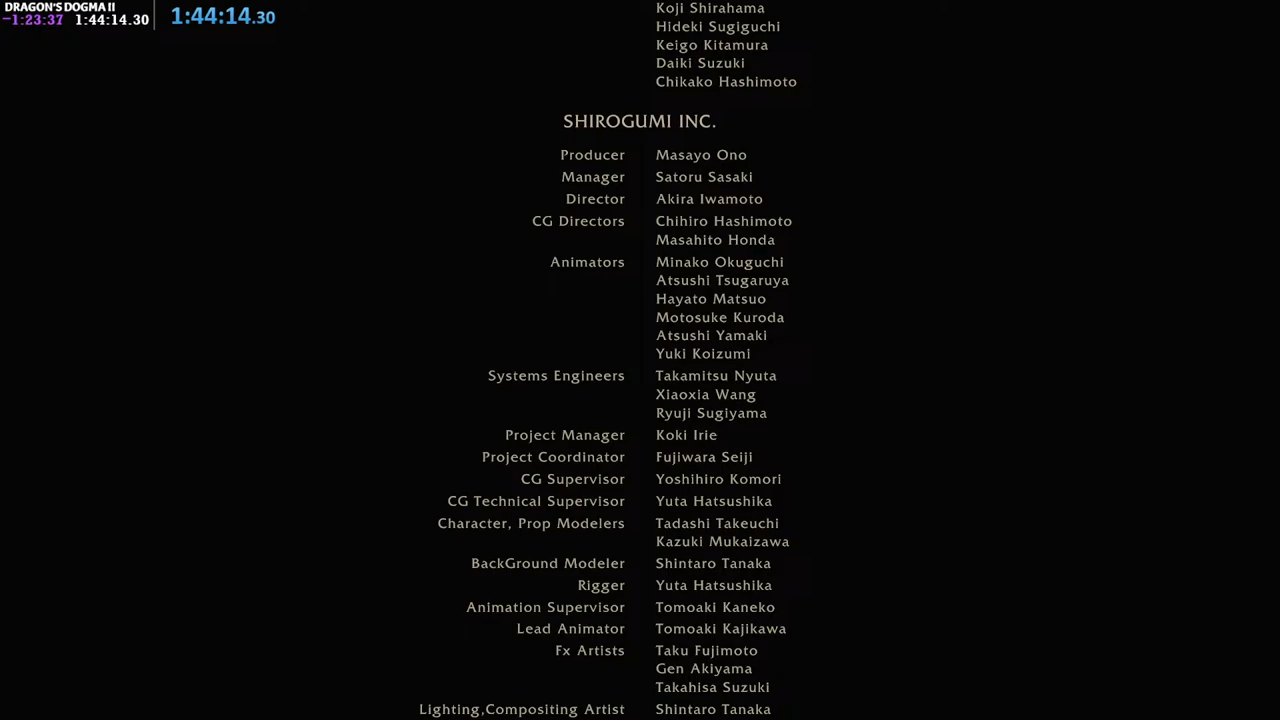 DRAGON'S DOGMA II
-1:23:37 1:44:14.30
1:44:14.30
Koji Shirahama
Hideki Sugiguchi
Keigo Kitamura
Daiki Suzuki
Chikako Hashimoto
SHIROGUMI INC.
Producer Masayo Ono
Manager Satoru Sasaki
Director Akira Iwamoto
CG Directors Chihiro Hashimoto
Masahito Honda
Animators Minako Okuguchi
Atsushi Tsugaruya
Hayato Matsuo
Motosuke Kuroda
Atsushi Yamaki
Yuki Koizumi
Systems Engineers Takamitsu Nyuta
Xiaoxia Wang
Ryuji Sugiyama
Project Manager Koki Irie
Project Coordinator Fujiwara Seiji
CG Supervisor Yoshihiro Komori
CG Technical Supervisor Yuta Hatsushika
Character, Prop Modelers Tadashi Takeuchi
Kazuki Mukaizawa
BackGround Modeler Shintaro Tanaka
Rigger Yuta Hatsushika
Animation Supervisor Tomoaki Kaneko
Lead Animator Tomoaki Kajikawa
Fx Artists Taku Fujimoto
Gen Akiyama
Takahisa Suzuki
Lighting,Compositing Artist Shintaro Tanaka